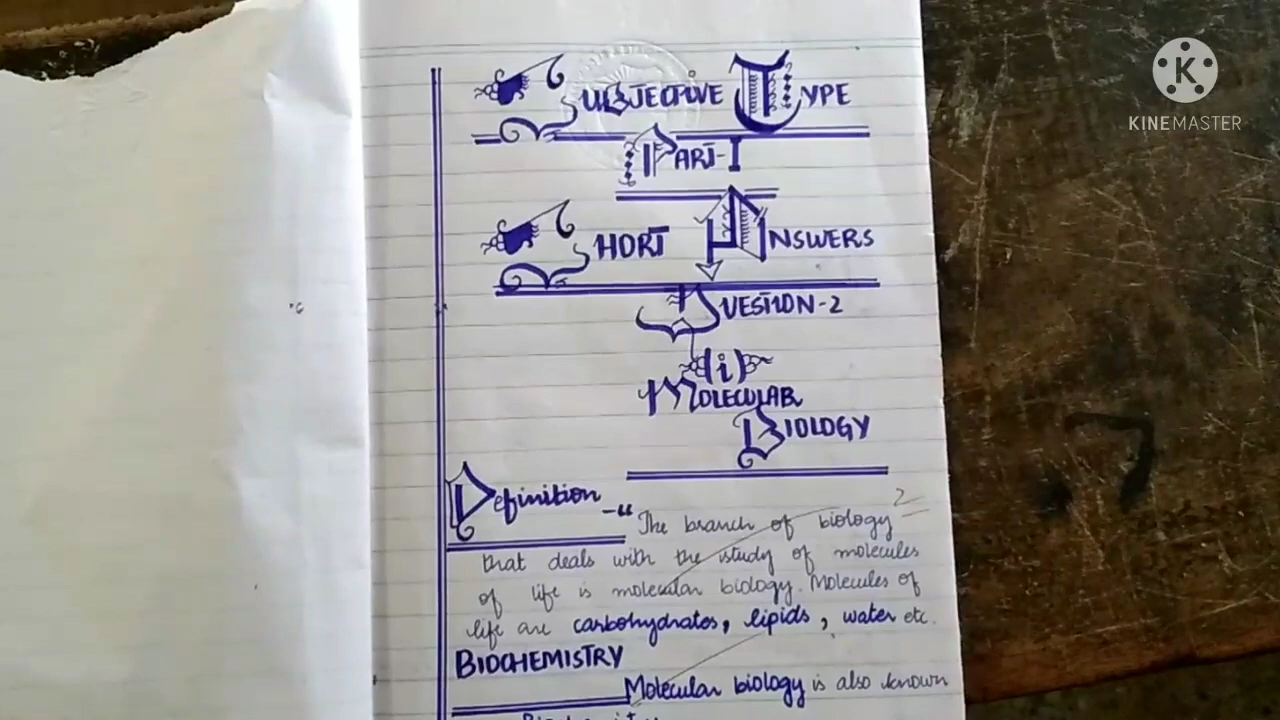 SUBJECTIVE TYPE
PART-I
SHORT ANSWERS
QUESTION-2
(i)
MOLECULAR
BIOLOGY
Definition -“ The branch of biology
that deals with the study of molecules
of life is molecular biology. Molecules of
life are carbohydrates, lipids, water etc.
BIOCHEMISTRY
Molecular biology is also known
Biochemistry
K
KINEMASTER